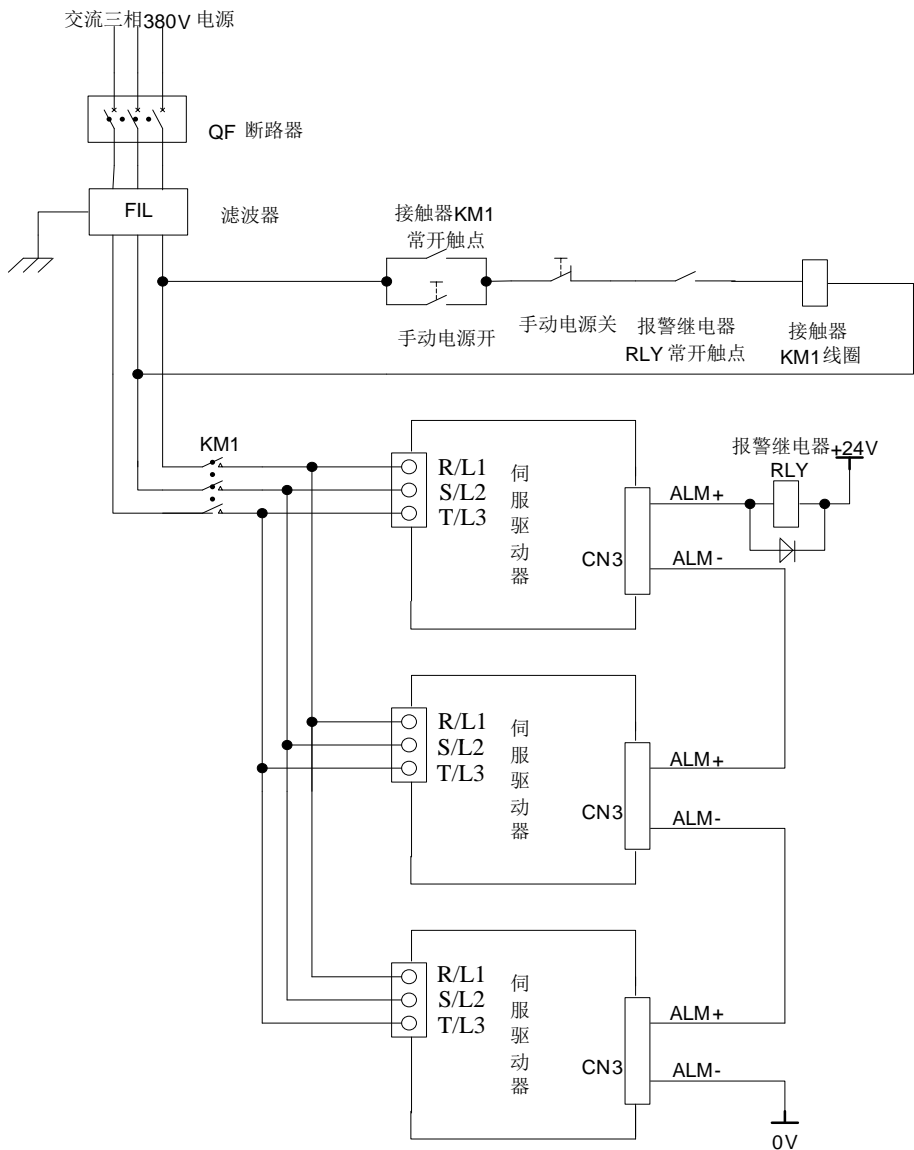 交流三相380V 电源
QF 断路器
FIL
滤波器
接触器KM1
常开触点
手动电源开
手动电源关
报警继电器
RLY 常开触点
接触器
KM1线圈
KM1
R/L1
S/L2
T/L3
伺服驱动器
CN3
ALM+
ALM-
报警继电器+24V
RLY
R/L1
S/L2
T/L3
伺服驱动器
CN3
ALM+
ALM-
R/L1
S/L2
T/L3
伺服驱动器
CN3
ALM+
ALM-
0V